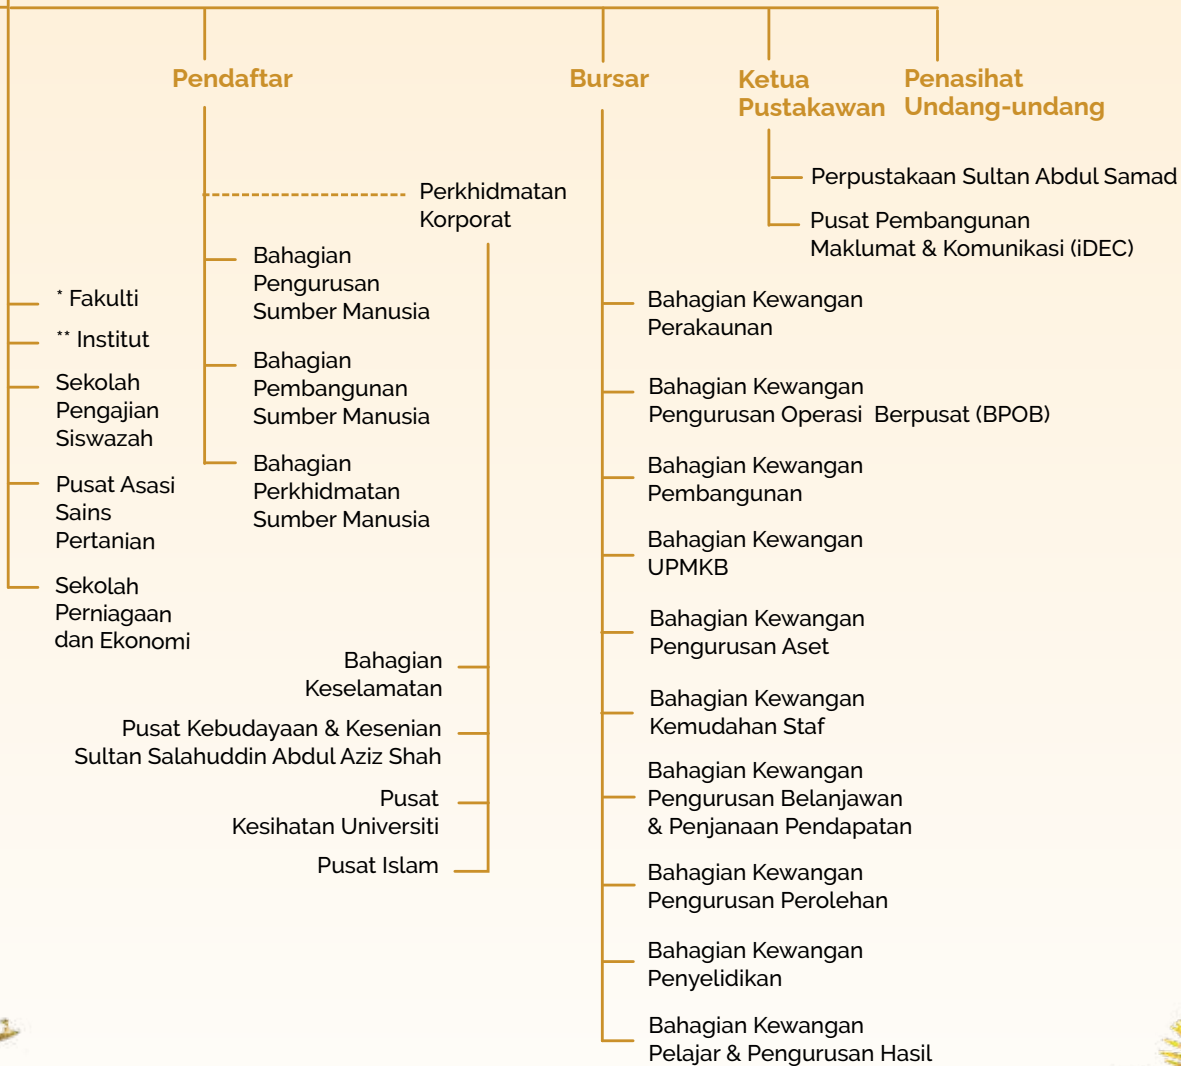 Pendaftar
Bursar
Ketua
Pustakawan
Penasihat
Undang-undang
* Fakulti
** Institut
Sekolah
Pengajian
Siswazah
Pusat Asasi
Sains
Pertanian
Sekolah
Perniagaan
dan Ekonomi
Perkhidmatan
Korporat
Bahagian
Pengurusan
Sumber Manusia
Bahagian
Pembangunan
Sumber Manusia
Bahagian
Perkhidmatan
Sumber Manusia
Bahagian
Keselamatan
Pusat Kebudayaan & Kesenian
Sultan Salahuddin Abdul Aziz Shah
Pusat
Kesihatan Universiti
Pusat Islam
Bahagian Kewangan
Perakaunan
Bahagian Kewangan
Pengurusan Operasi Berpusat (BPOB)
Bahagian Kewangan
Pembangunan
Bahagian Kewangan
UPMKB
Bahagian Kewangan
Pengurusan Aset
Bahagian Kewangan
Kemudahan Staf
Bahagian Kewangan
Pengurusan Belanjawan
& Penjanaan Pendapatan
Bahagian Kewangan
Pengurusan Perolehan
Bahagian Kewangan
Penyelidikan
Bahagian Kewangan
Pelajar & Pengurusan Hasil
Perpustakaan Sultan Abdul Samad
Pusat Pembangunan
Maklumat & Komunikasi (iDEC)